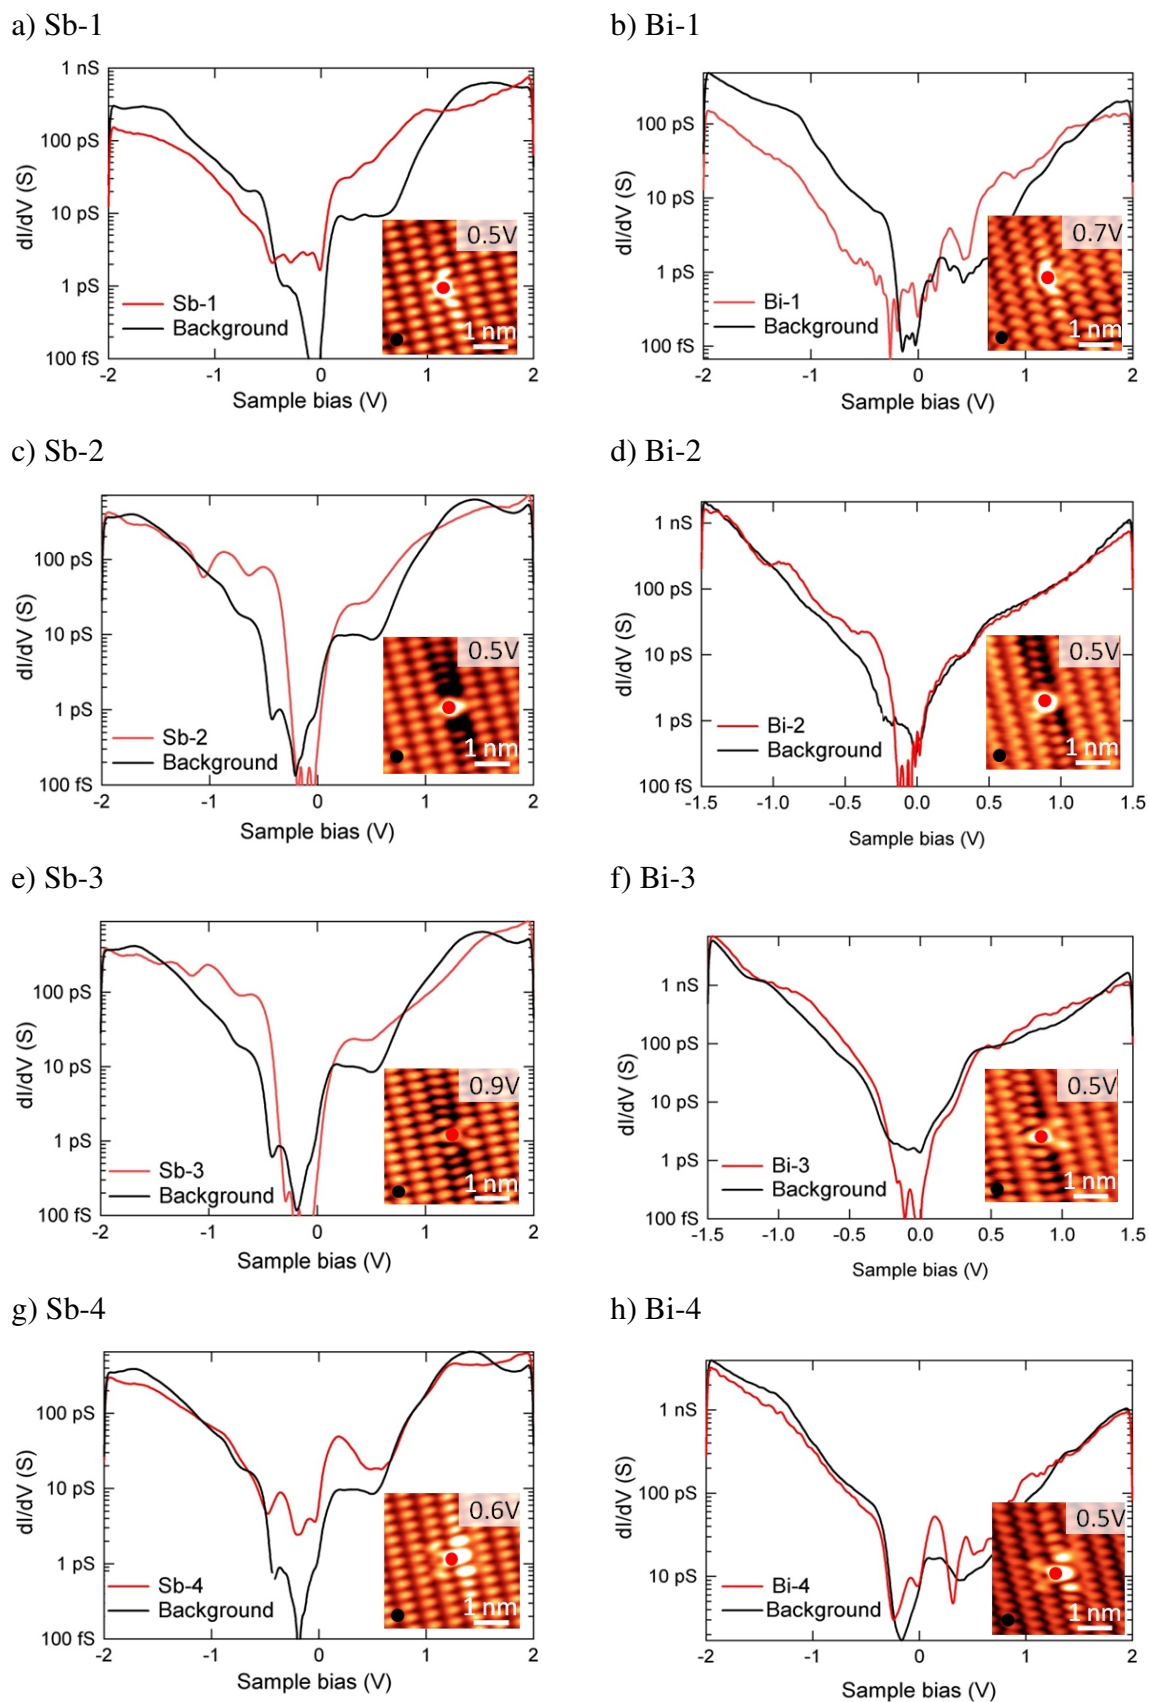 a) Sb-1
1 nS
100 pS
10 pS
1 pS
100 fS
dI/dV (S)
Sb-1
Background
0.5V
1 nm
-2 -1 0 1 2
Sample bias (V)
b) Bi-1
100 pS
10 pS
1 pS
100 fS
dI/dV (S)
Bi-1
Background
0.7V
1 nm
-2 -1 0 1 2
Sample bias (V)
c) Sb-2
100 pS
10 pS
1 pS
100 fS
dI/dV (S)
Sb-2
Background
0.5V
1 nm
-2 -1 0 1 2
Sample bias (V)
d) Bi-2
1 nS
100 pS
10 pS
1 pS
100 fS
dI/dV (S)
Bi-2
Background
0.5V
1 nm
-1.5 -1.0 -0.5 0.0 0.5 1.0 1.5
Sample bias (V)
e) Sb-3
100 pS
10 pS
1 pS
100 fS
dI/dV (S)
Sb-3
Background
0.9V
1 nm
-2 -1 0 1 2
Sample bias (V)
f) Bi-3
1 nS
100 pS
10 pS
1 pS
100 fS
dI/dV (S)
Bi-3
Background
0.5V
1 nm
-1.5 -1.0 -0.5 0.0 0.5 1.0 1.5
Sample bias (V)
g) Sb-4
100 pS
10 pS
1 pS
100 fS
dI/dV (S)
Sb-4
Background
0.6V
1 nm
-2 -1 0 1 2
Sample bias (V)
h) Bi-4
1 nS
100 pS
10 pS
dI/dV (S)
Bi-4
Background
0.5V
1 nm
-2 -1 0 1 2
Sample bias (V)